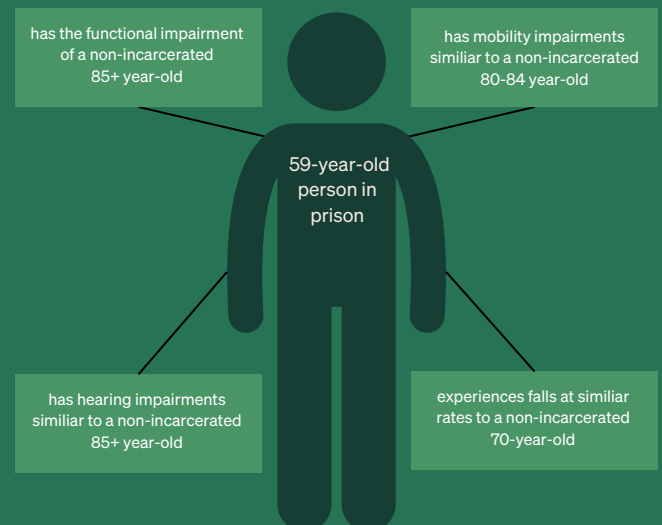 has the functional impairment
of a non-incarcerated
85+ year-old
has mobility impairments
similiar to a non-incarcerated
80-84 year-old
59-year-old
person in
prison
has hearing impairments
similiar to a non-incarcerated
85+ year-old
experiences falls at similiar
rates to a non-incarcerated
70-year-old